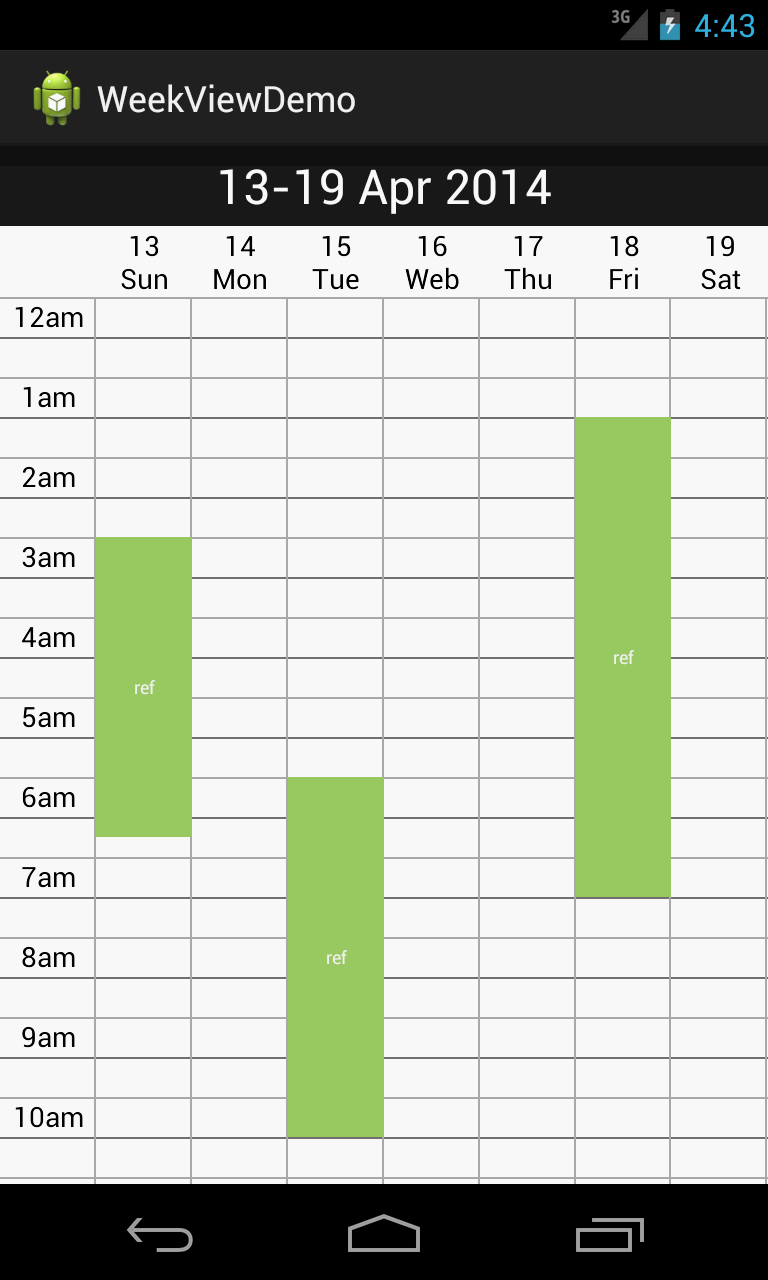 3G 4:43
WeekViewDemo
13-19 Apr 2014
13 14 15 16 17 18 19
Sun Mon Tue Web Thu Fri Sat
12am
1am
2am
3am
4am
ref
ref
5am
6am
7am
8am
ref
9am
10am